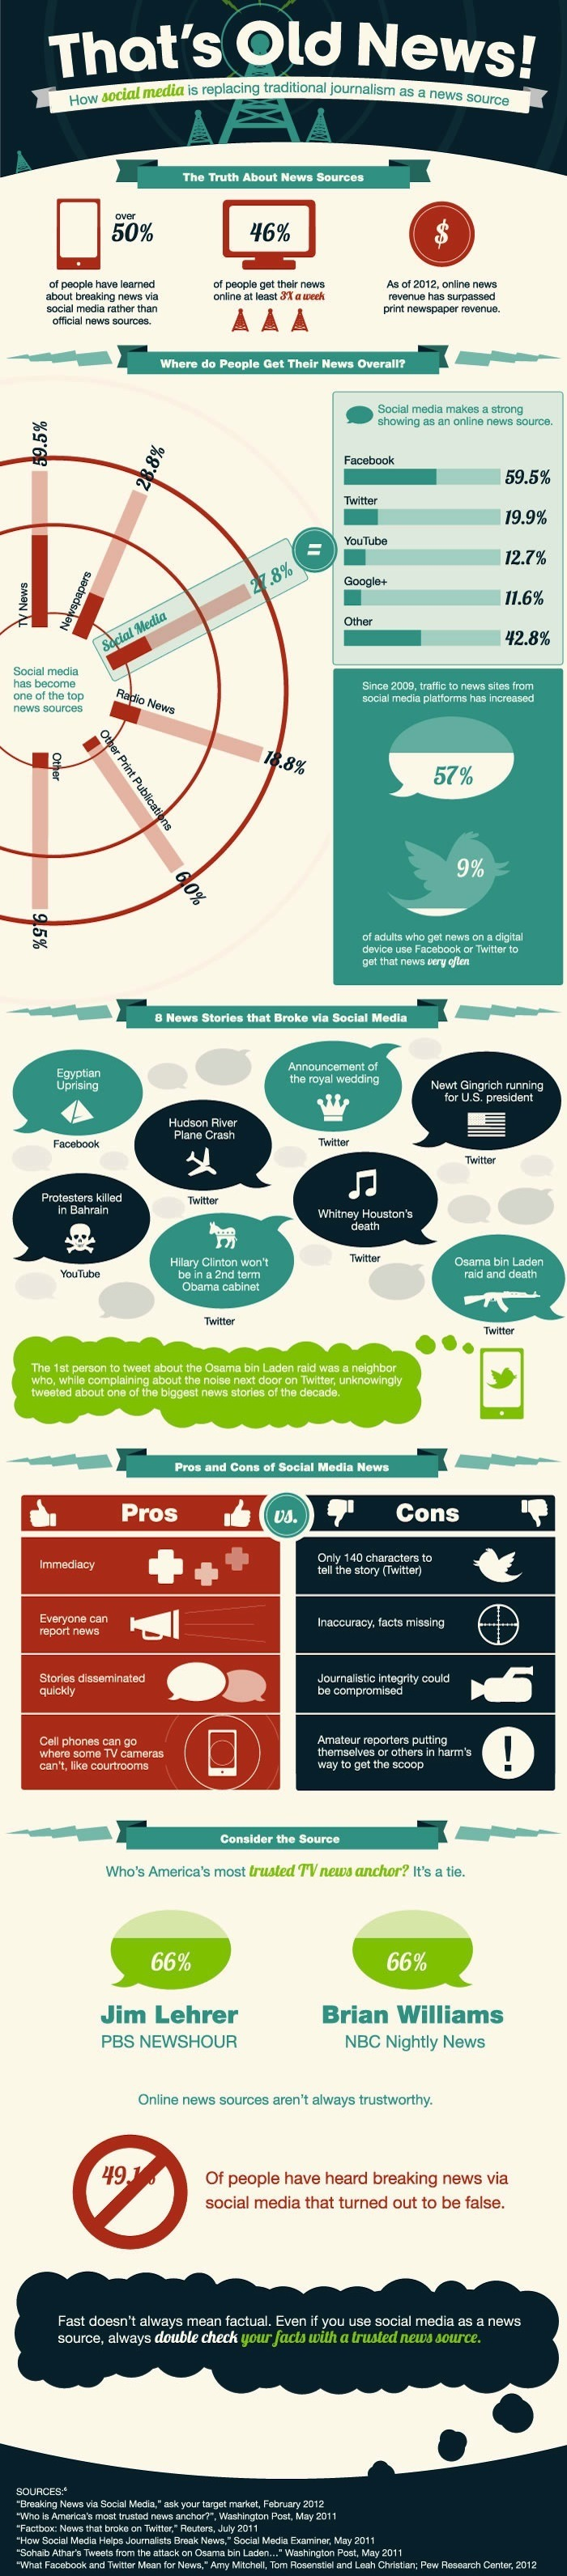 That's Old News!
How social media is replacing traditional journalism as a news source
The Truth About News Sources
over
50%
of people have learned
about breaking news via
social media rather than
official news sources.
46%
of people get their news
online at least 3X a week
$
As of 2012, online news
revenue has surpassed
print newspaper revenue.
Where do People Get Their News Overall?
59.5%
TV News
28.8%
Newspapers
27.8%
Social Media
Radio News
18.8%
Other Print Publications
6.0%
Other
9.5%
Social media
has become
one of the top
news sources
=
Social media makes a strong
showing as an online news source.
Facebook
59.5%
Twitter
19.9%
YouTube
12.7%
Google+
11.6%
Other
42.8%
Since 2009, traffic to news sites from
social media platforms has increased
57%
9%
of adults who get news on a digital
device use Facebook or Twitter to
get that news very often
8 News Stories that Broke via Social Media
Egyptian
Uprising
Facebook
Hudson River
Plane Crash
Twitter
Announcement of
the royal wedding
Twitter
Newt Gingrich running
for U.S. president
Twitter
Protesters killed
in Bahrain
YouTube
Hilary Clinton won't
be in a 2nd term
Obama cabinet
Twitter
Whitney Houston's
death
Twitter
Osama bin Laden
raid and death
Twitter
The 1st person to tweet about the Osama bin Laden raid was a neighbor
who, while complaining about the noise next door on Twitter, unknowingly
tweeted about one of the biggest news stories of the decade.
Pros and Cons of Social Media News
Pros
vs.
Cons
Immediacy
Everyone can
report news
Stories disseminated
quickly
Cell phones can go
where some TV cameras
can't, like courtrooms
Only 140 characters to
tell the story (Twitter)
Inaccuracy, facts missing
Journalistic integrity could
be compromised
Amateur reporters putting
themselves or others in harm's
way to get the scoop
!
Consider the Source
Who's America's most trusted TV news anchor? It's a tie.
66%
Jim Lehrer
PBS NEWSHOUR
66%
Brian Williams
NBC Nightly News
Online news sources aren't always trustworthy.
49.1%
Of people have heard breaking news via
social media that turned out to be false.
Fast doesn't always mean factual. Even if you use social media as a news
source, always double check your facts with a trusted news source.
SOURCES:⁶
"Breaking News via Social Media," ask your target market, February 2012
"Who is America's most trusted news anchor?", Washington Post, May 2011
"Factbox: News that broke on Twitter," Reuters, July 2011
"How Social Media Helps Journalists Break News," Social Media Examiner, May 2011
"Sohaib Athar's Tweets from the attack on Osama bin Laden…" Washington Post, May 2011
"What Facebook and Twitter Mean for News," Amy Mitchell, Tom Rosenstiel and Leah Christian; Pew Research Center, 2012